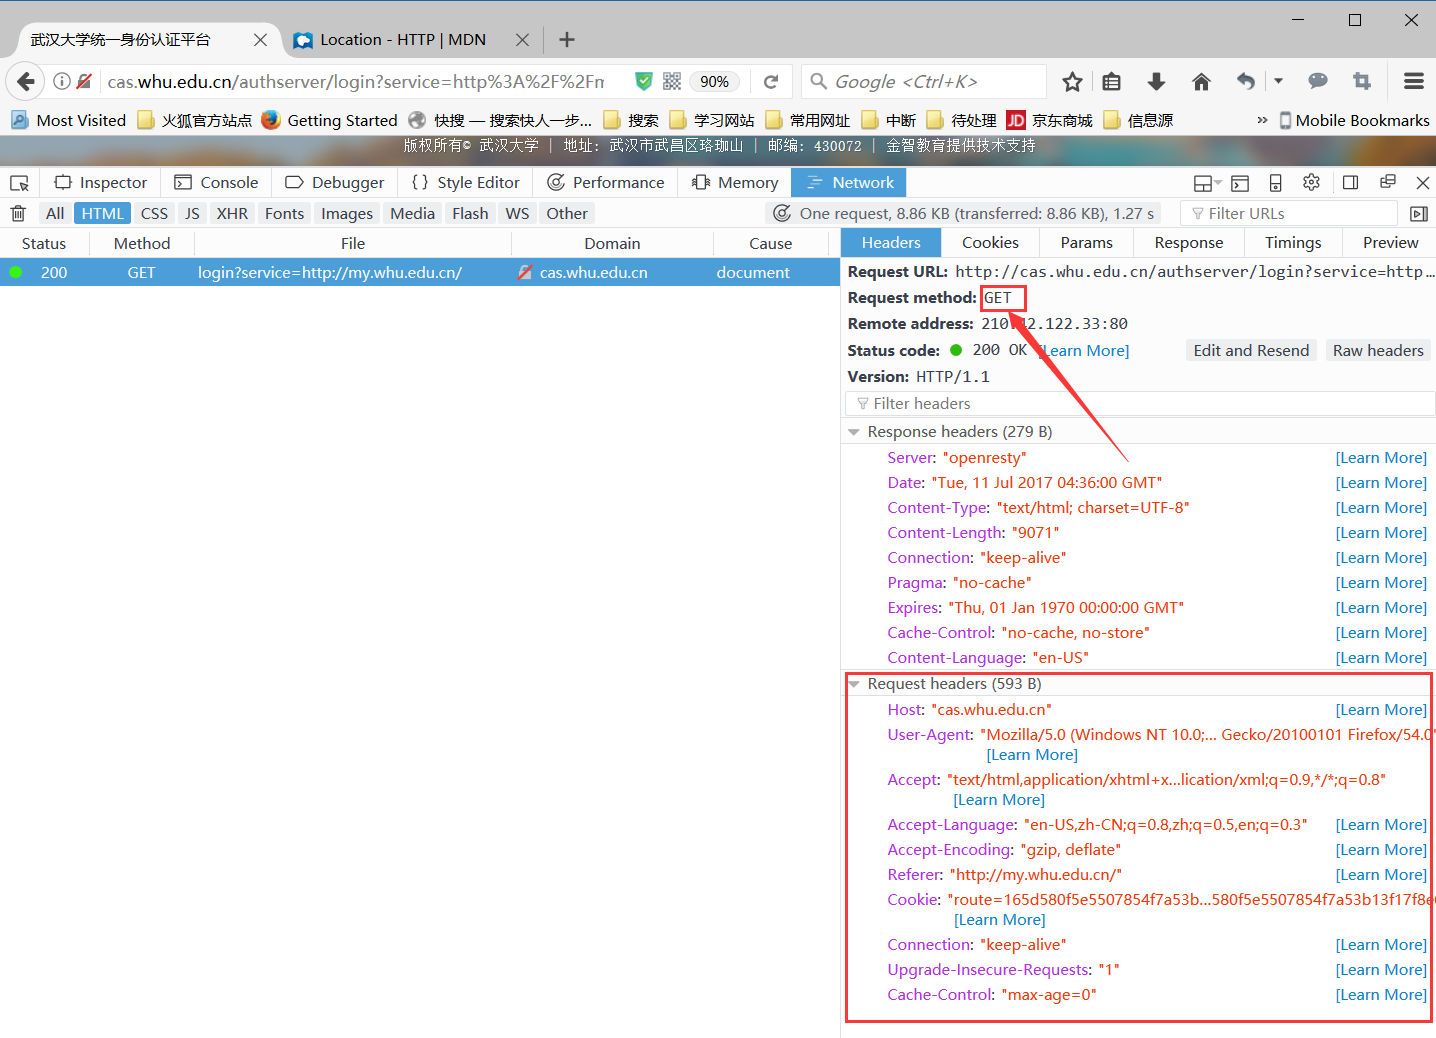 武汉大学统一身份认证平台
Location - HTTP | MDN
cas.whu.edu.cn/authserver/login?service=http%3A%2F%2Fm
90%
Google <Ctrl+K>
Most Visited 火狐官方站点 Getting Started 快搜 — 搜索快人一步... 搜索 学习网站 常用网址 中断 待处理 JD 京东商城 信息源 » Mobile Bookmarks
版权所有© 武汉大学 | 地址: 武汉市武昌区珞珈山 | 邮编: 430072 | 金智教育提供技术支持
Inspector Console Debugger Style Editor Performance Memory Network
All HTML CSS JS XHR Fonts Images Media Flash WS Other One request, 8.86 KB (transferred: 8.86 KB), 1.27 s Filter URLs
Status Method File Domain Cause
200 GET login?service=http://my.whu.edu.cn/ cas.whu.edu.cn document
Headers Cookies Params Response Timings Preview
Request URL: http://cas.whu.edu.cn/authserver/login?service=http...
Request method: GET
Remote address: 210.42.122.33:80
Status code: 200 OK [Learn More] Edit and Resend Raw headers
Version: HTTP/1.1
Filter headers
Response headers (279 B)
Server: "openresty" [Learn More]
Date: "Tue, 11 Jul 2017 04:36:00 GMT" [Learn More]
Content-Type: "text/html; charset=UTF-8" [Learn More]
Content-Length: "9071" [Learn More]
Connection: "keep-alive" [Learn More]
Pragma: "no-cache" [Learn More]
Expires: "Thu, 01 Jan 1970 00:00:00 GMT" [Learn More]
Cache-Control: "no-cache, no-store" [Learn More]
Content-Language: "en-US" [Learn More]
Request headers (593 B)
Host: "cas.whu.edu.cn" [Learn More]
User-Agent: "Mozilla/5.0 (Windows NT 10.0;... Gecko/20100101 Firefox/54.0"
[Learn More]
Accept: "text/html,application/xhtml+x...lication/xml;q=0.9,*/*;q=0.8"
[Learn More]
Accept-Language: "en-US,zh-CN;q=0.8,zh;q=0.5,en;q=0.3" [Learn More]
Accept-Encoding: "gzip, deflate" [Learn More]
Referer: "http://my.whu.edu.cn/" [Learn More]
Cookie: "route=165d580f5e5507854f7a53b...580f5e5507854f7a53b13f17f8e
[Learn More]
Connection: "keep-alive" [Learn More]
Upgrade-Insecure-Requests: "1" [Learn More]
Cache-Control: "max-age=0" [Learn More]